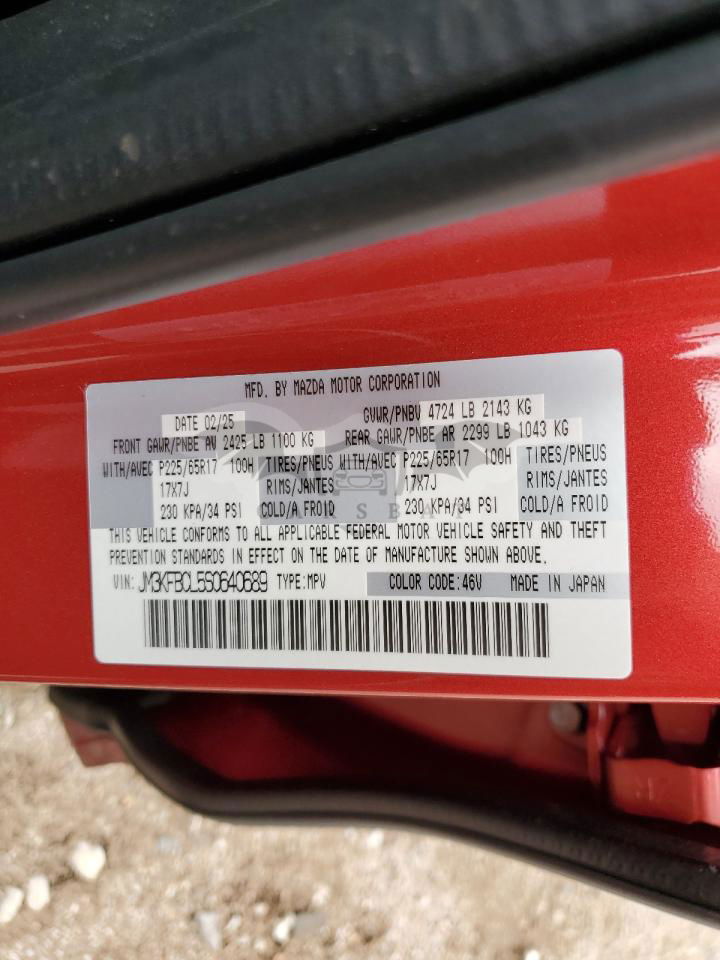 MFD. BY MAZDA MOTOR CORPORATION
DATE 02/25 GVWR/PNBV 4724 LB 2143 KG
FRONT GAWR/PNBE AV 2425 LB 1100 KG REAR GAWR/PNBE AR 2299 LB 1043 KG
WITH/AVEC P225/65R17 100H TIRES/PNEUS WITH/AVEC P225/65R17 100H TIRES/PNEUS
17X7J RIMS/JANTES 17X7J RIMS/JANTES
230 KPA/34 PSI COLD/A FROID 230 KPA/34 PSI COLD/A FROID
THIS VEHICLE CONFORMS TO ALL APPLICABLE FEDERAL MOTOR VEHICLE SAFETY AND THEFT
PREVENTION STANDARDS IN EFFECT ON THE DATE OF MANUFACTURE SHOWN ABOVE.
VIN: JM3KFBCL5S0640689 TYPE:MPV COLOR CODE:46V MADE IN JAPAN